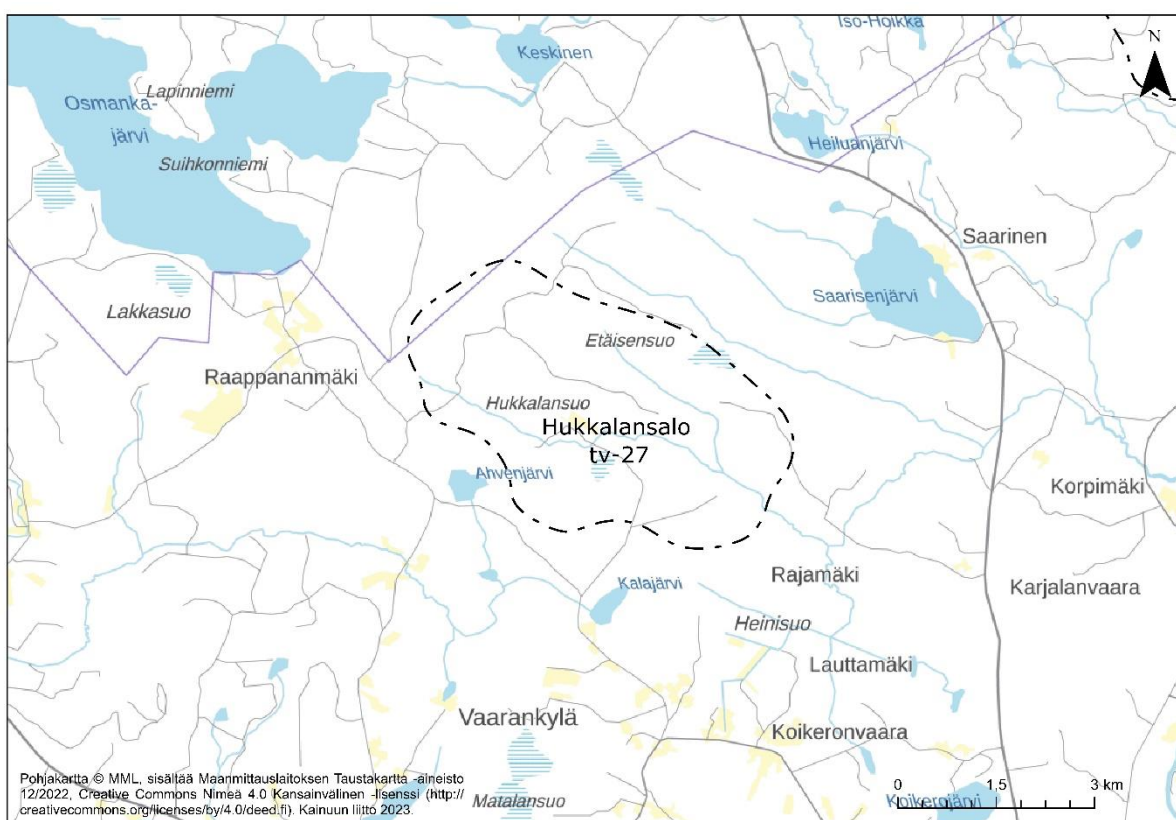 Iso-Hoikka
N
Keskinen
Lapinniemi
Osmanka-
järvi
Heiluanjärvi
Suihkonniemi
Saarinen
Saarisenjärvi
Lakkasuo
Etäisensuo
Raappananmäki
Hukkalansuo
Hukkalansalo
tv-27
Ahvenjärvi
Korpimäki
Kalajärvi
Rajamäki
Karjalanvaara
Heinisuo
Lauttamäki
Vaarankylä
Koikeronvaara
Pohjakartta © MML, sisältää Maanmittauslaitoksen Taustakartta -aineisto
12/2022, Creative Commons Nimeä 4.0 Kansainvälinen -lisenssi (http://
creativecommons.org/licenses/by/4.0/deed.fi). Kainuun liitto 2023.
Matalansuo
0 1,5 3 km
Koikerojärvi